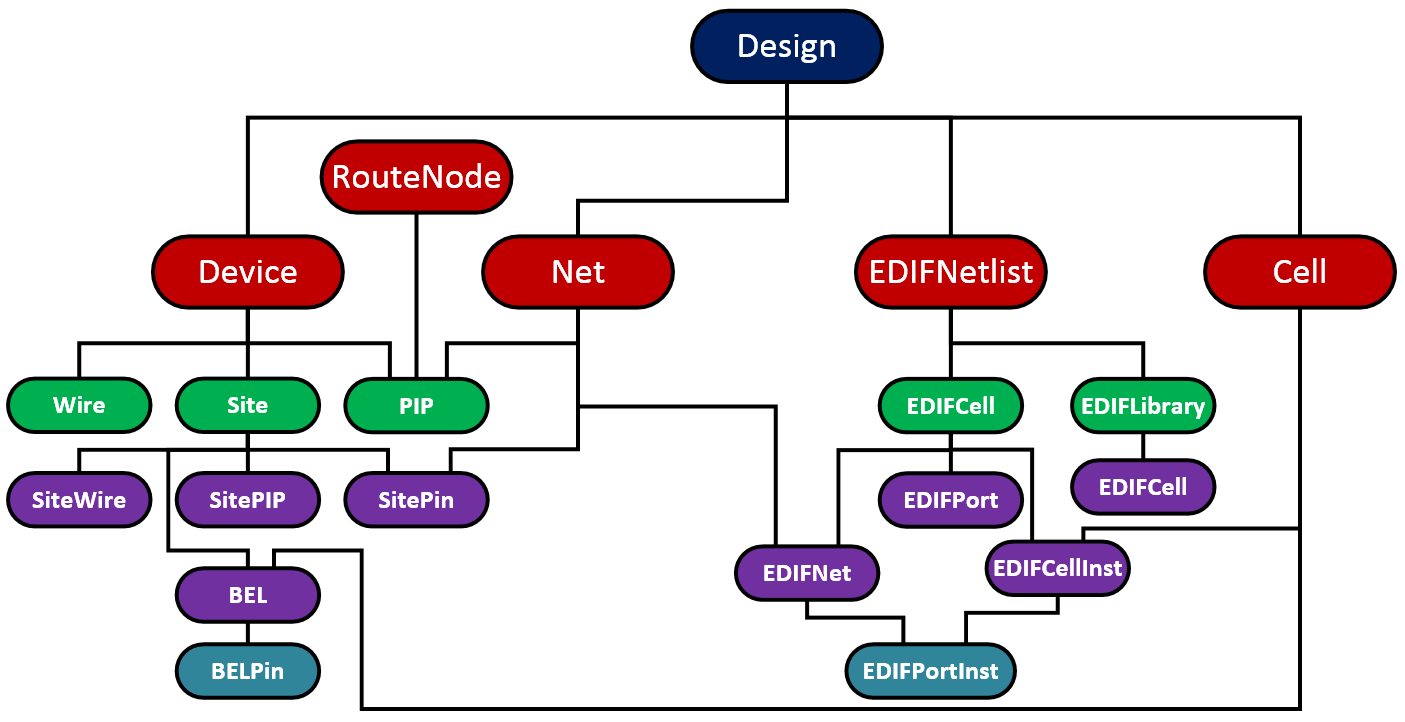 Design
RouteNode
Device
Net
EDIFNetlist
Cell
Wire
Site
PIP
EDIFCell
EDIFLibrary
SiteWire
SitePIP
SitePin
EDIFPort
EDIFCell
EDIFNet
EDIFCellInst
BEL
BELPin
EDIFPortInst